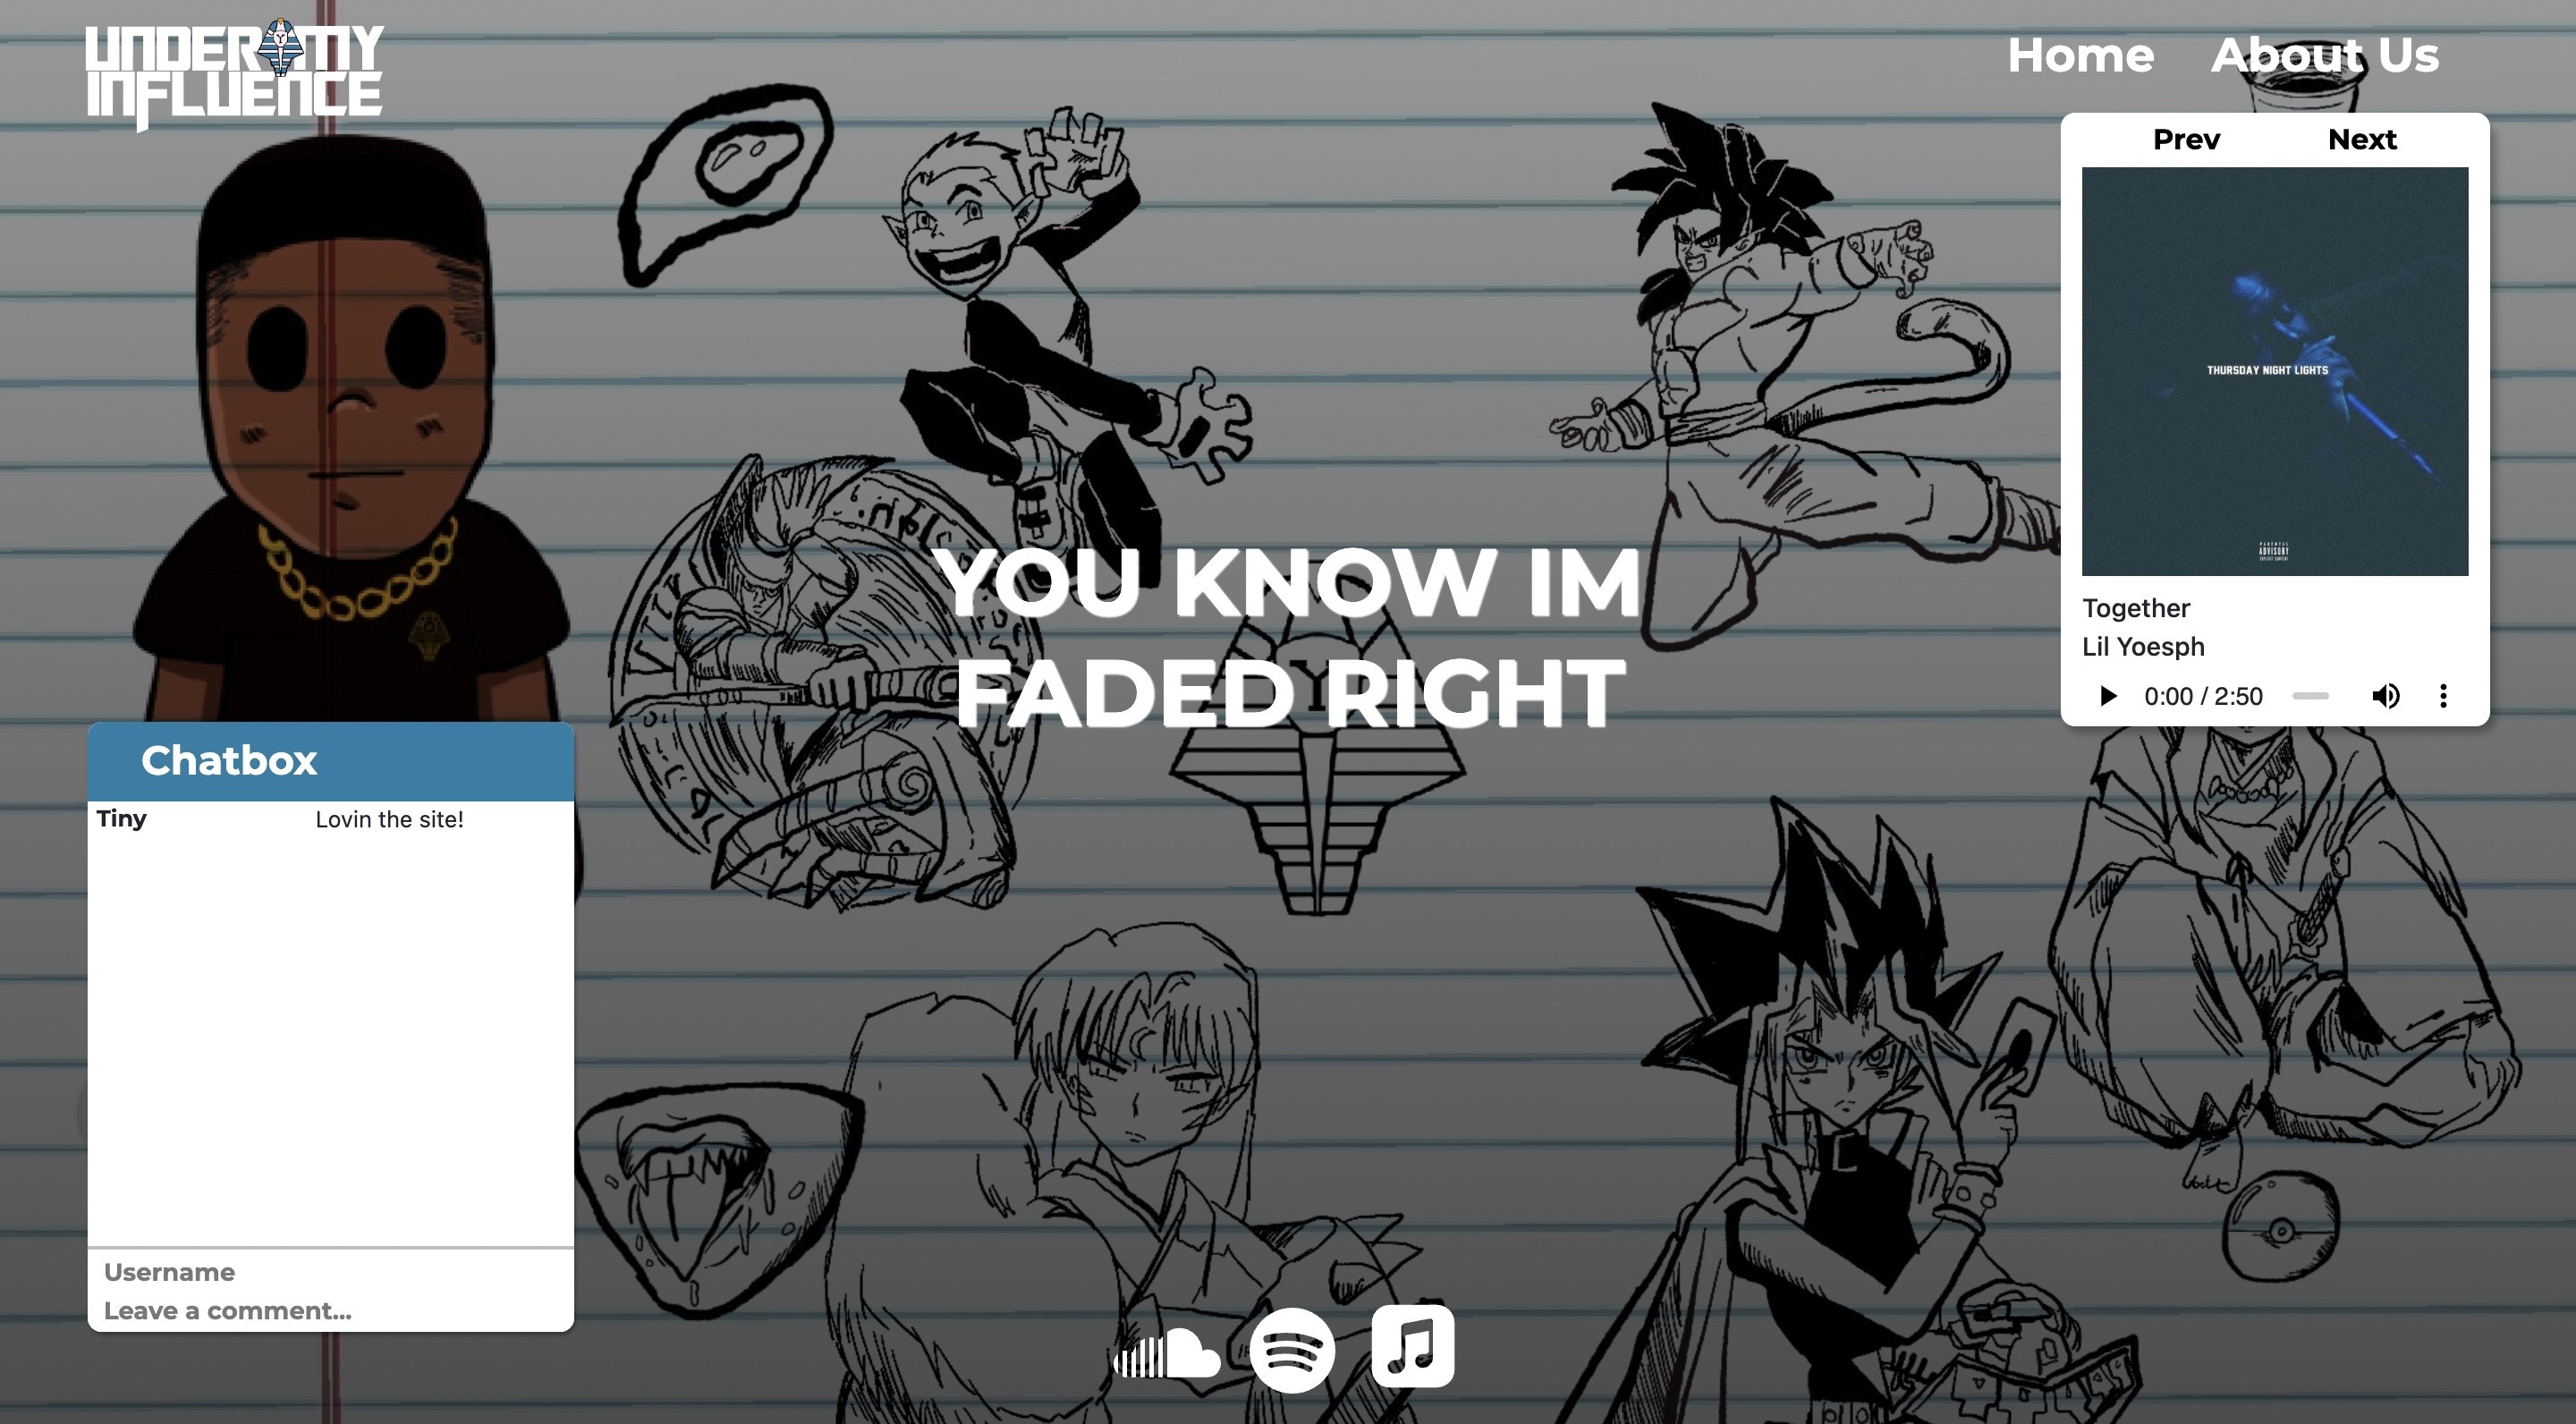 UNDER MY
INFLUENCE
Home About Us
Prev Next
THURSDAY NIGHT LIGHTS
PARENTAL
ADVISORY
EXPLICIT CONTENT
Together
Lil Yoesph
0:00 / 2:50
YOU KNOW IM
FADED RIGHT
Y
Chatbox
Tiny Lovin the site!
Username
Leave a comment...